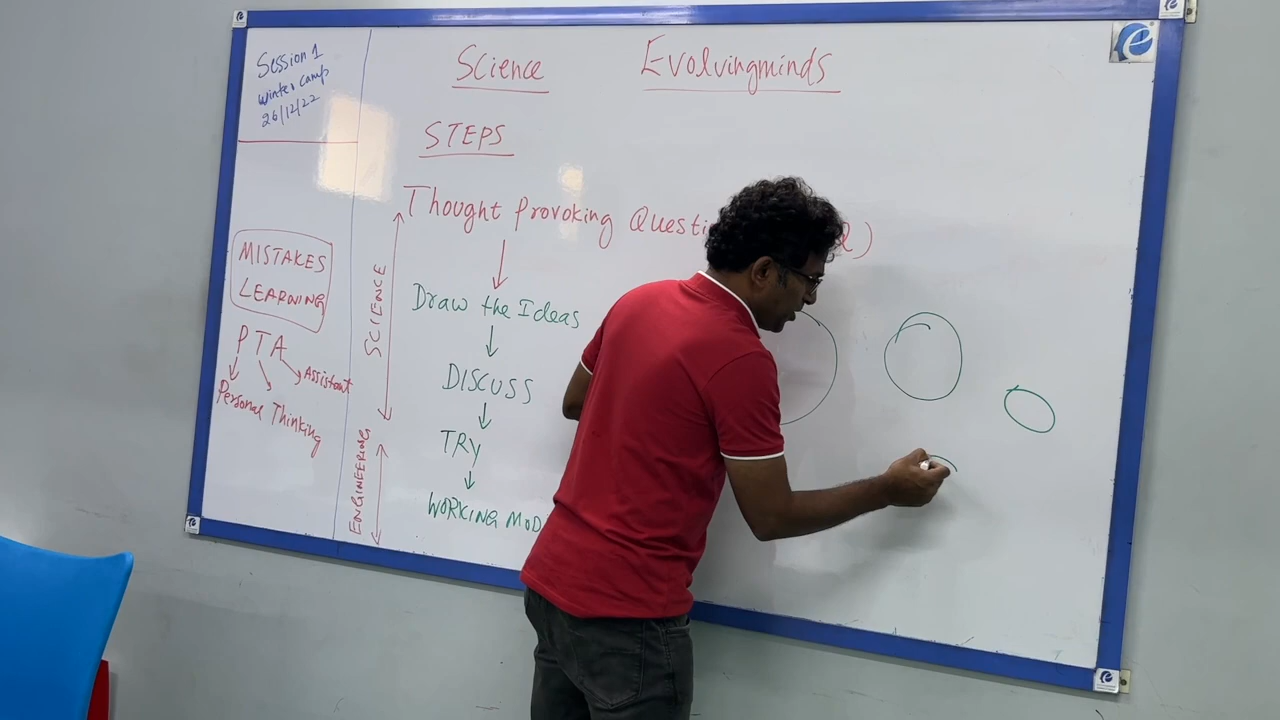 Session 1
Winter Camp
26/12/22
Science
Evolvingminds
STEPS
Thought Provoking Questi
Draw the Ideas
DISCUSS
TRY
WORKING MOD
SCIENCE
ENGINEERING
MISTAKES
LEARNING
PTA
Assistant
Personal Thinking